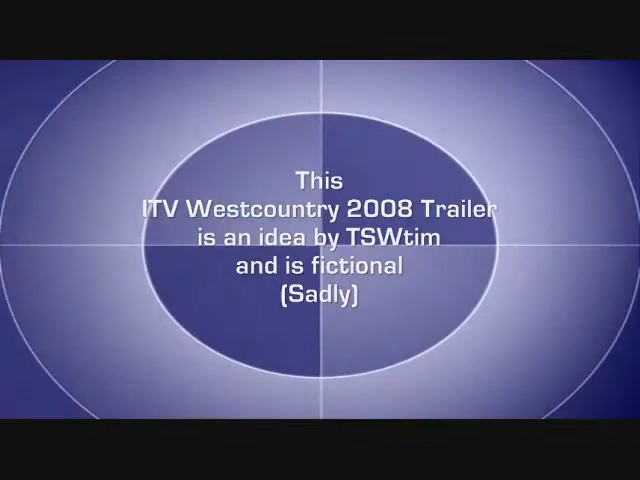 This
ITV Westcountry 2008 Trailer
is an idea by TSWtim
and is fictional
(Sadly)